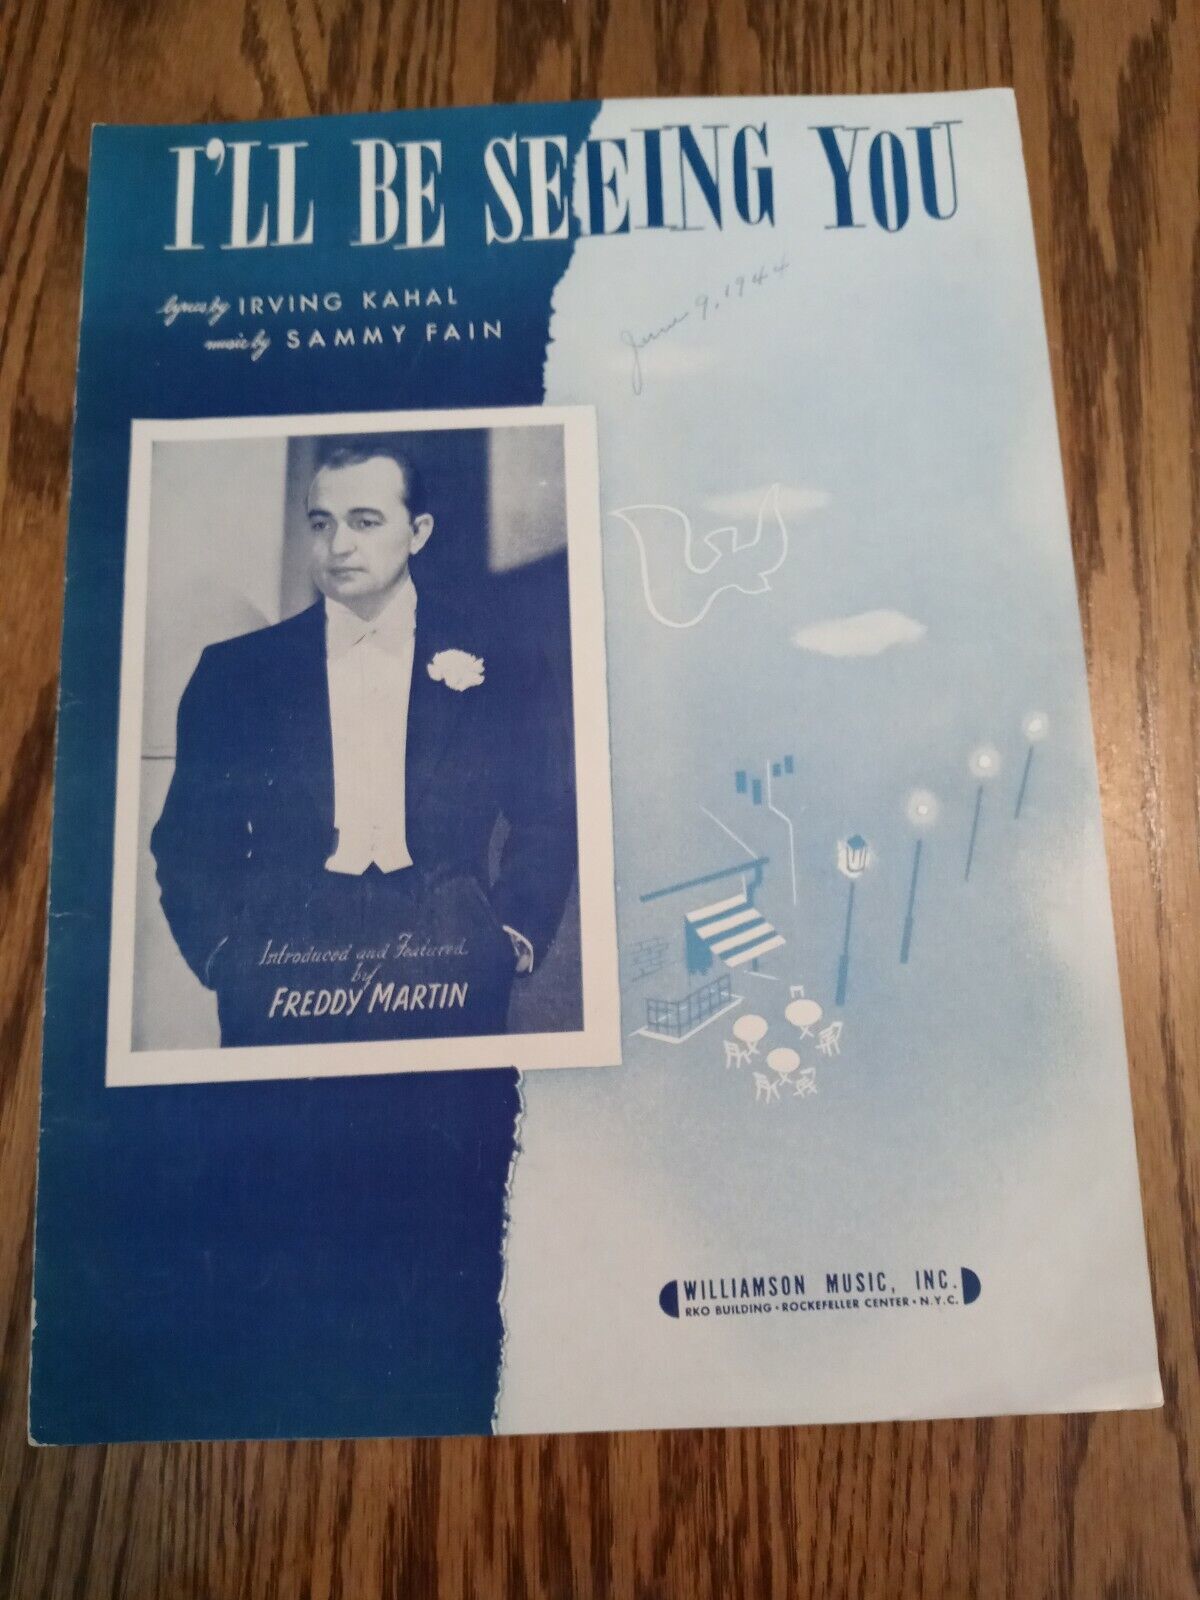 I'LL BE SEEING YOU
lyrics by IRVING KAHAL
music by SAMMY FAIN
June 9, 1944
Introduced and Featured
by
FREDDY MARTIN
WILLIAMSON MUSIC, INC.
RKO BUILDING • ROCKEFELLER CENTER • N.Y.C.